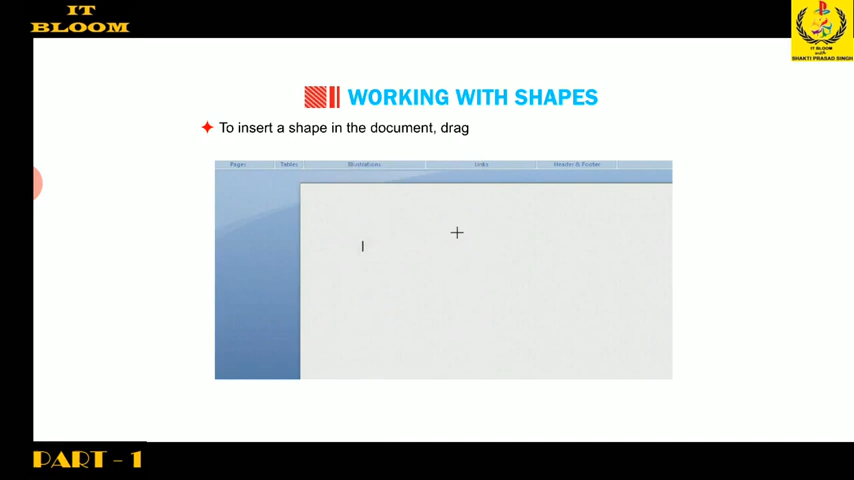 IT
BLOOM
IT BLOOM
with
SHAKTI PRASAD SINGH
WORKING WITH SHAPES
To insert a shape in the document, drag
Pages Tables Illustrations Links Header & Footer
PART - 1